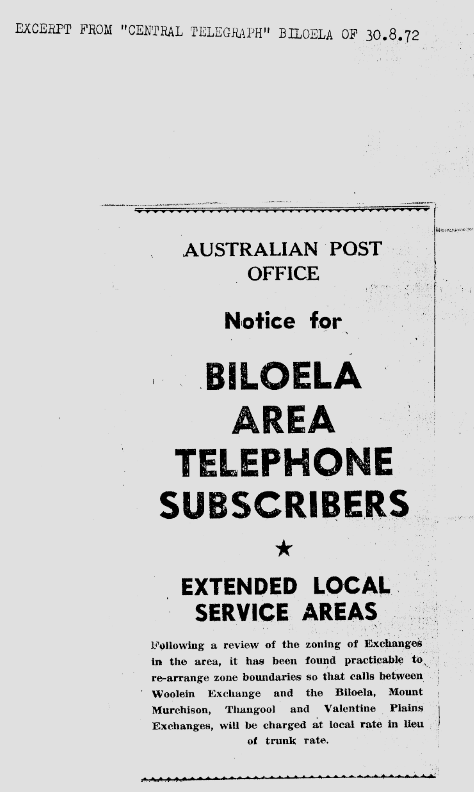 EXCERPT FROM "CENTRAL TELEGRAPH" BILOELA OF 30.8.72
AUSTRALIAN POST
OFFICE
Notice for
BILOELA
AREA
TELEPHONE
SUBSCRIBERS
★
EXTENDED LOCAL
SERVICE AREAS
Following a review of the zoning of Exchanges
in the area, it has been found practicable to
re-arrange zone boundaries so that calls between
Woolein Exchange and the Biloela, Mount
Murchison, Thangool and Valentine Plains
Exchanges, will be charged at local rate in lieu
of trunk rate.